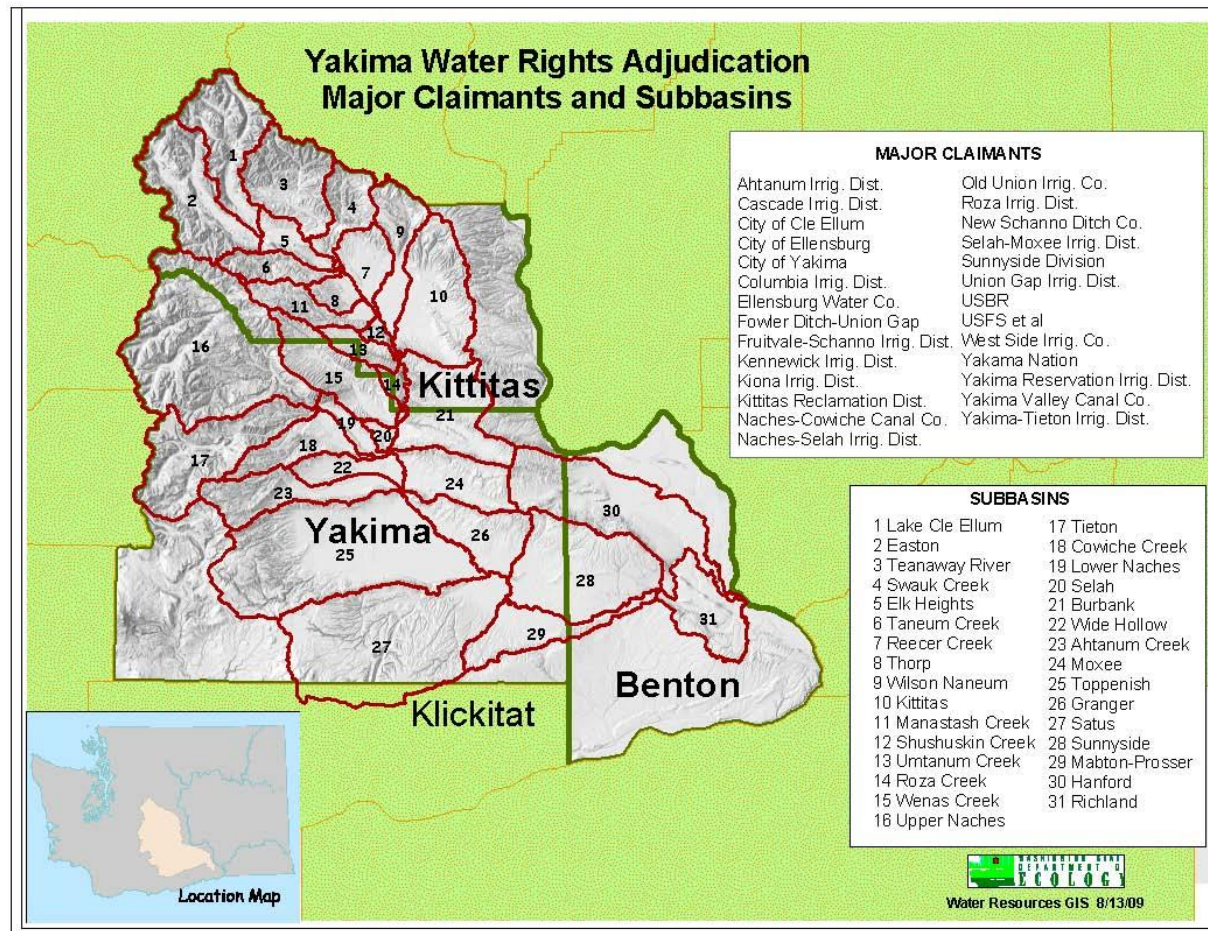 Yakima Water Rights Adjudication
Major Claimants and Subbasins
MAJOR CLAIMANTS
Ahtanum Irrig. Dist.
Cascade Irrig. Dist.
City of Cle Ellum
City of Ellensburg
City of Yakima
Columbia Irrig. Dist.
Ellensburg Water Co.
Fowler Ditch-Union Gap
Fruitvale-Schanno Irrig. Dist.
Kennewick Irrig. Dist.
Kiona Irrig. Dist.
Kittitas Reclamation Dist.
Naches-Cowiche Canal Co.
Naches-Selah Irrig. Dist.
Old Union Irrig. Co.
Roza Irrig. Dist.
New Schanno Ditch Co.
Selah-Moxee Irrig. Dist.
Sunnyside Division
Union Gap Irrig. Dist.
USBR
USFS et al
West Side Irrig. Co.
Yakama Nation
Yakima Reservation Irrig. Dist.
Yakima Valley Canal Co.
Yakima-Tieton Irrig. Dist.
1
2
3
4
9
5
6
7
10
8
11
12
16
13
15
14
Kittitas
21
19
20
18
17
22
24
23
30
Yakima
26
25
28
31
29
27
Benton
Klickitat
SUBBASINS
1 Lake Cle Ellum
2 Easton
3 Teanaway River
4 Swauk Creek
5 Elk Heights
6 Taneum Creek
7 Reecer Creek
8 Thorp
9 Wilson Naneum
10 Kittitas
11 Manastash Creek
12 Shushuskin Creek
13 Umtanum Creek
14 Roza Creek
15 Wenas Creek
16 Upper Naches
17 Tieton
18 Cowiche Creek
19 Lower Naches
20 Selah
21 Burbank
22 Wide Hollow
23 Ahtanum Creek
24 Moxee
25 Toppenish
26 Granger
27 Satus
28 Sunnyside
29 Mabton-Prosser
30 Hanford
31 Richland
Location Map
ECOLOGY
Water Resources GIS 8/13/09